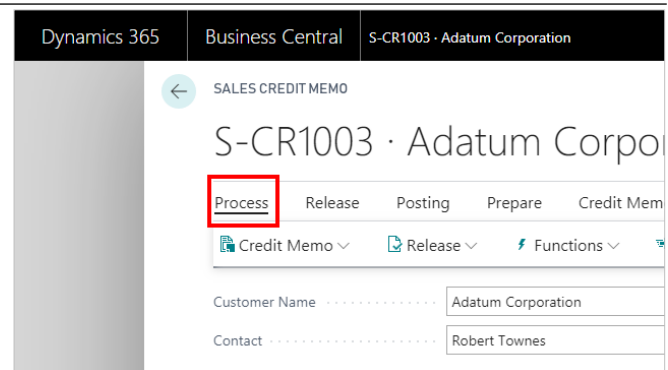 Dynamics 365 Business Central S-CR1003 · Adatum Corporation
SALES CREDIT MEMO
S-CR1003 · Adatum Corpo
Process Release Posting Prepare Credit Mem
Credit Memo Release Functions
Customer Name Adatum Corporation
Contact Robert Townes